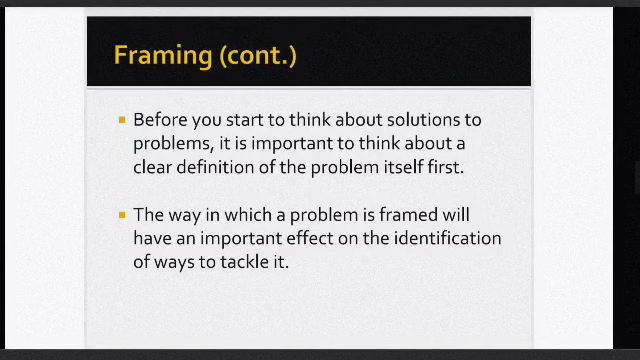 Framing (cont.)
Before you start to think about solutions to
problems, it is important to think about a
clear definition of the problem itself first.
The way in which a problem is framed will
have an important effect on the identification
of ways to tackle it.